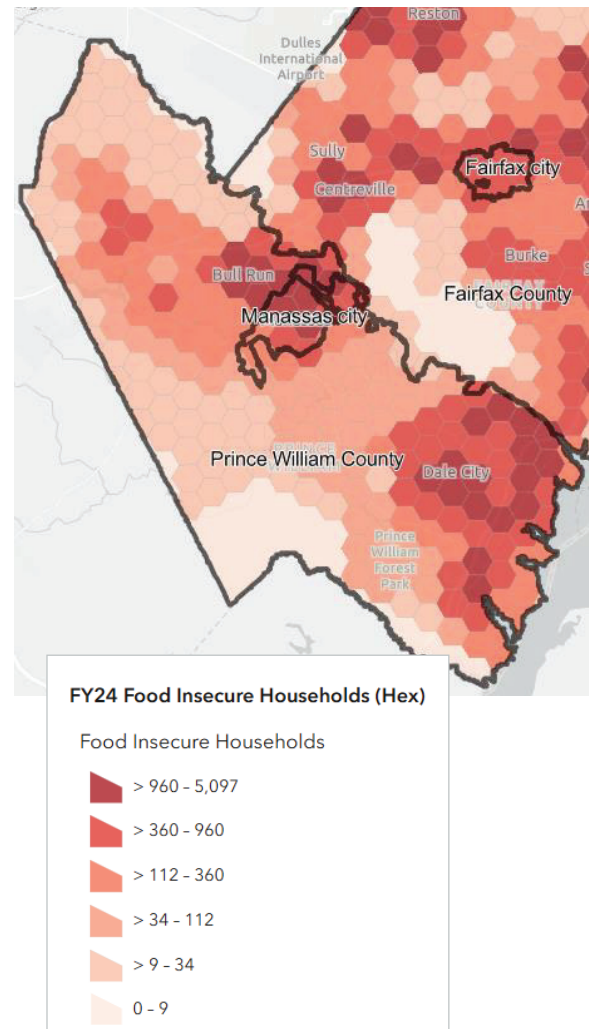 Reston
Dulles
International
Airport
Sully
Fairfax city
Centreville
Burke
Bull Run
Fairfax County
Manassas city
Prince William County
Dale City
Prince
William
Forest
Park
FY24 Food Insecure Households (Hex)
Food Insecure Households
> 960 – 5,097
> 360 – 960
> 112 – 360
> 34 – 112
> 9 – 34
0 – 9